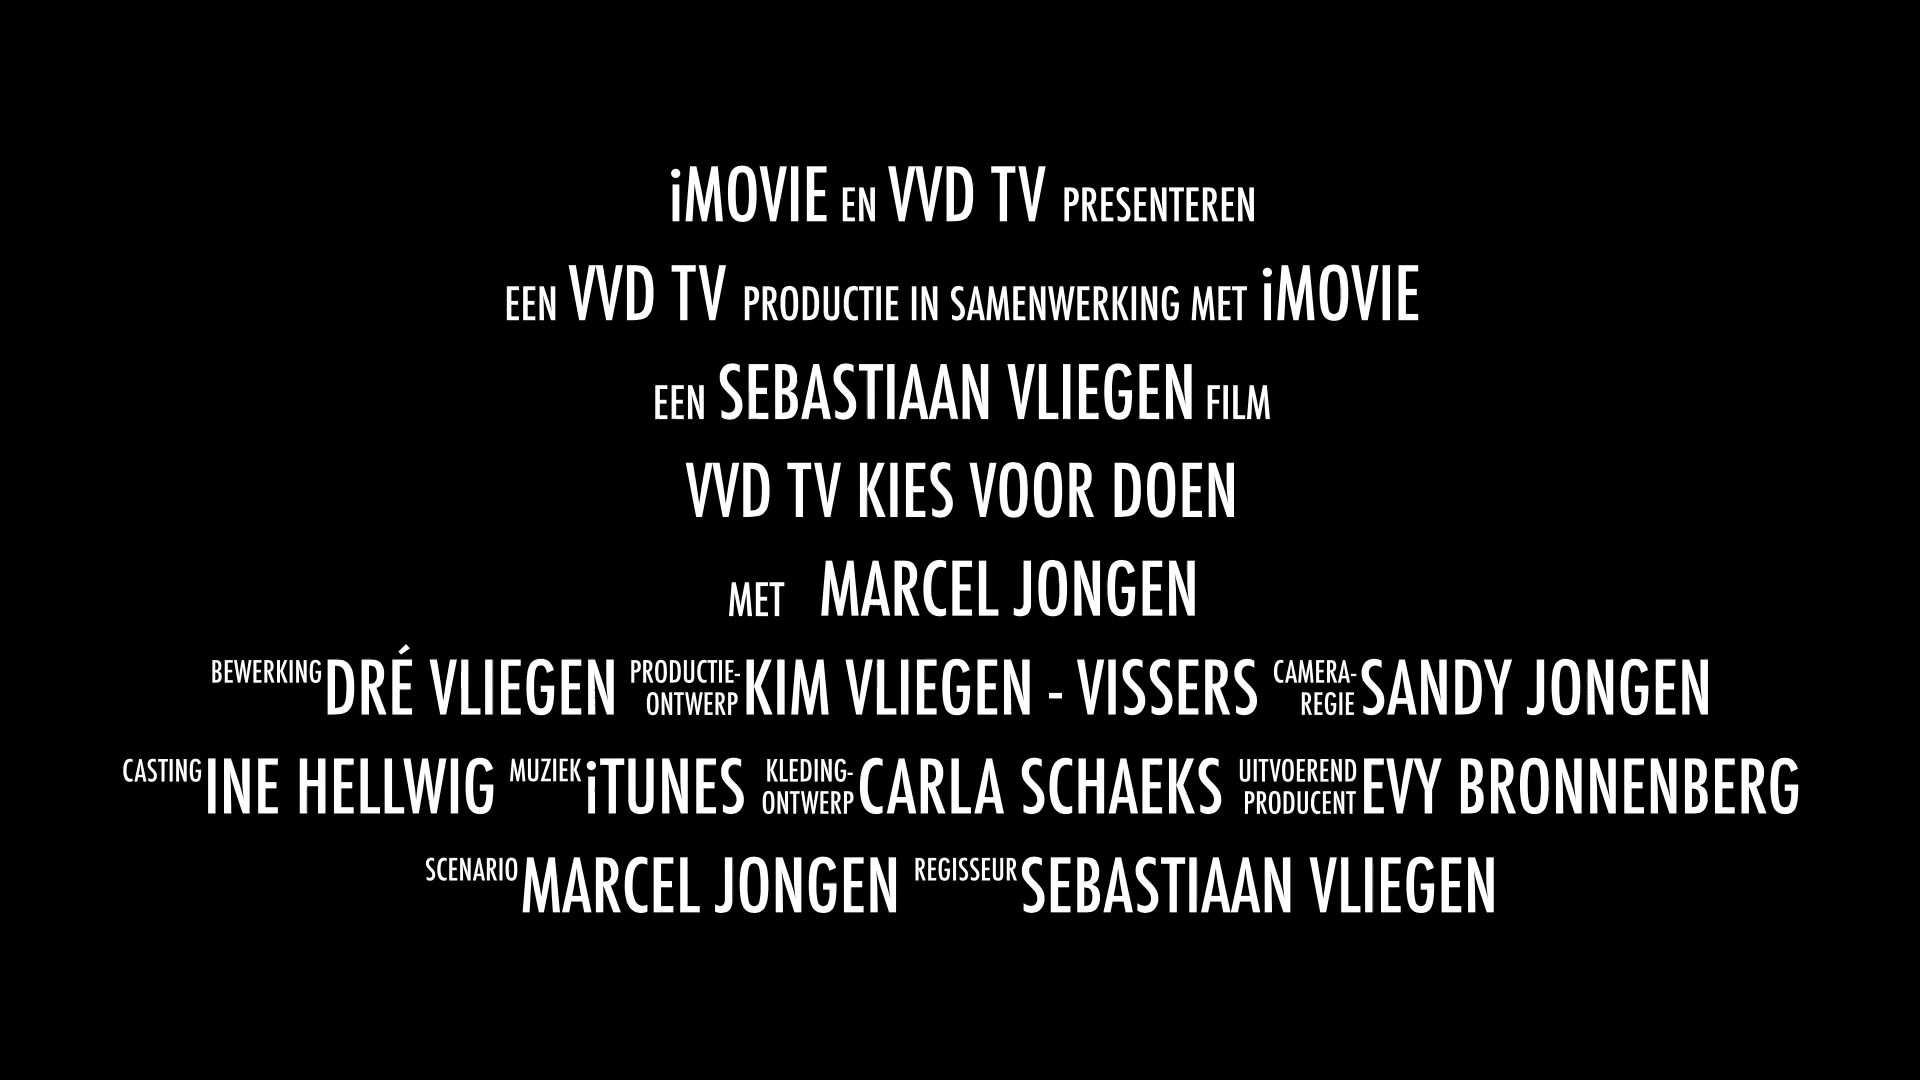 iMOVIE EN VVD TV PRESENTEREN
EEN VVD TV PRODUCTIE IN SAMENWERKING MET iMOVIE
EEN SEBASTIAAN VLIEGEN FILM
VVD TV KIES VOOR DOEN
MET MARCEL JONGEN
BEWERKING DRÉ VLIEGEN PRODUCTIE-ONTWERP KIM VLIEGEN - VISSERS CAMERA-REGIE SANDY JONGEN
CASTING INE HELLWIG MUZIEK iTUNES KLEDING-ONTWERP CARLA SCHAEKS UITVOEREND PRODUCENT EVY BRONNENBERG
SCENARIO MARCEL JONGEN REGISSEUR SEBASTIAAN VLIEGEN